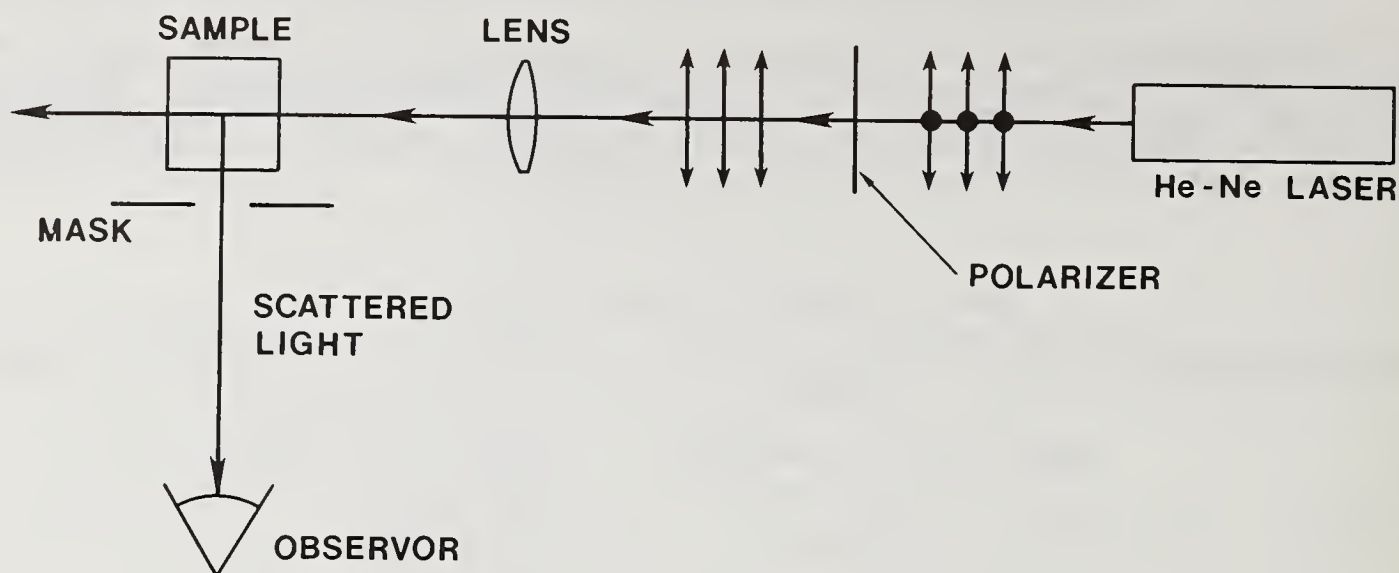 SAMPLE
LENS
He-Ne LASER
MASK
POLARIZER
SCATTERED
LIGHT
OBSERVOR